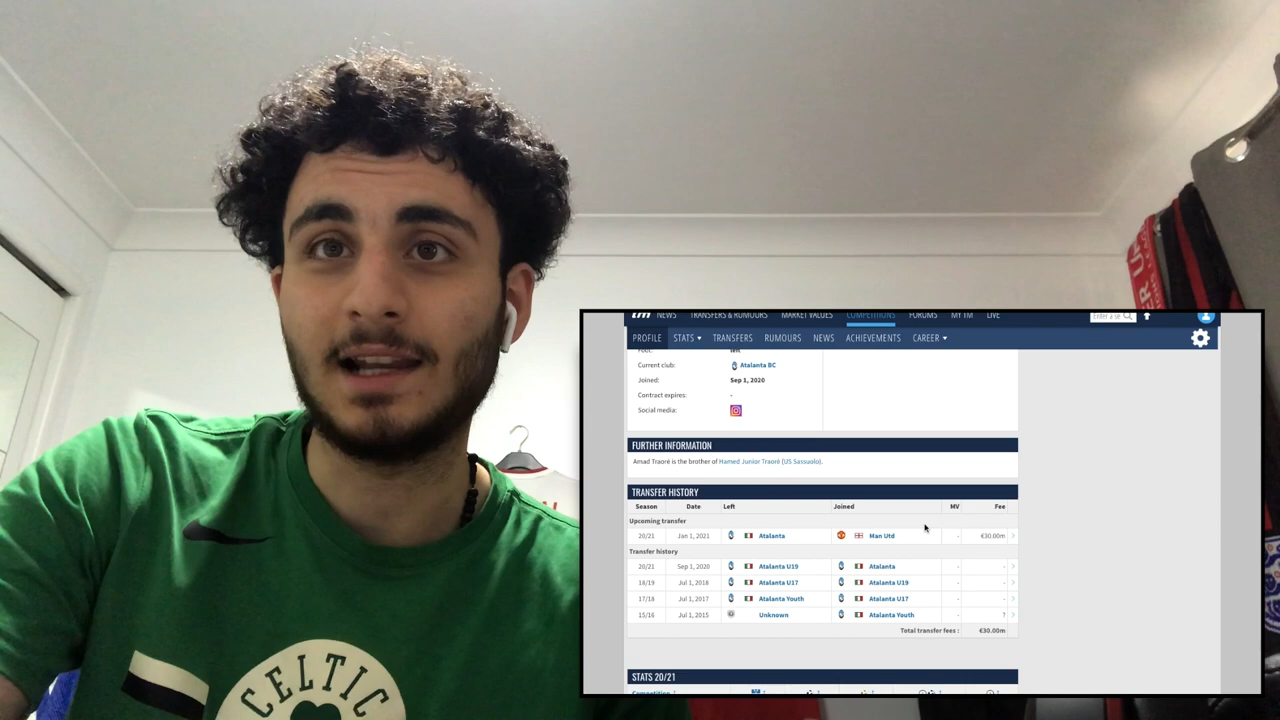 tm NEWS TRANSFERS & RUMOURS MARKET VALUES COMPETITIONS FORUMS MY TM LIVE
PROFILE STATS ▾ TRANSFERS RUMOURS NEWS ACHIEVEMENTS CAREER ▾
Foot: left
Current club: Atalanta BC
Joined: Sep 1, 2020
Contract expires: -
Social media:
FURTHER INFORMATION
Amad Traoré is the brother of Hamed Junior Traorè (US Sassuolo).
TRANSFER HISTORY
Season Date Left Joined MV Fee
Upcoming transfer
20/21 Jan 1, 2021 Atalanta Man Utd - €30.00m
Transfer history
20/21 Sep 1, 2020 Atalanta U19 Atalanta - -
18/19 Jul 1, 2018 Atalanta U17 Atalanta U19 - -
17/18 Jul 1, 2017 Atalanta Youth Atalanta U17 - -
15/16 Jul 1, 2015 Unknown Atalanta Youth - ?
Total transfer fees : €30.00m
STATS 20/21
Competition
CELTIC